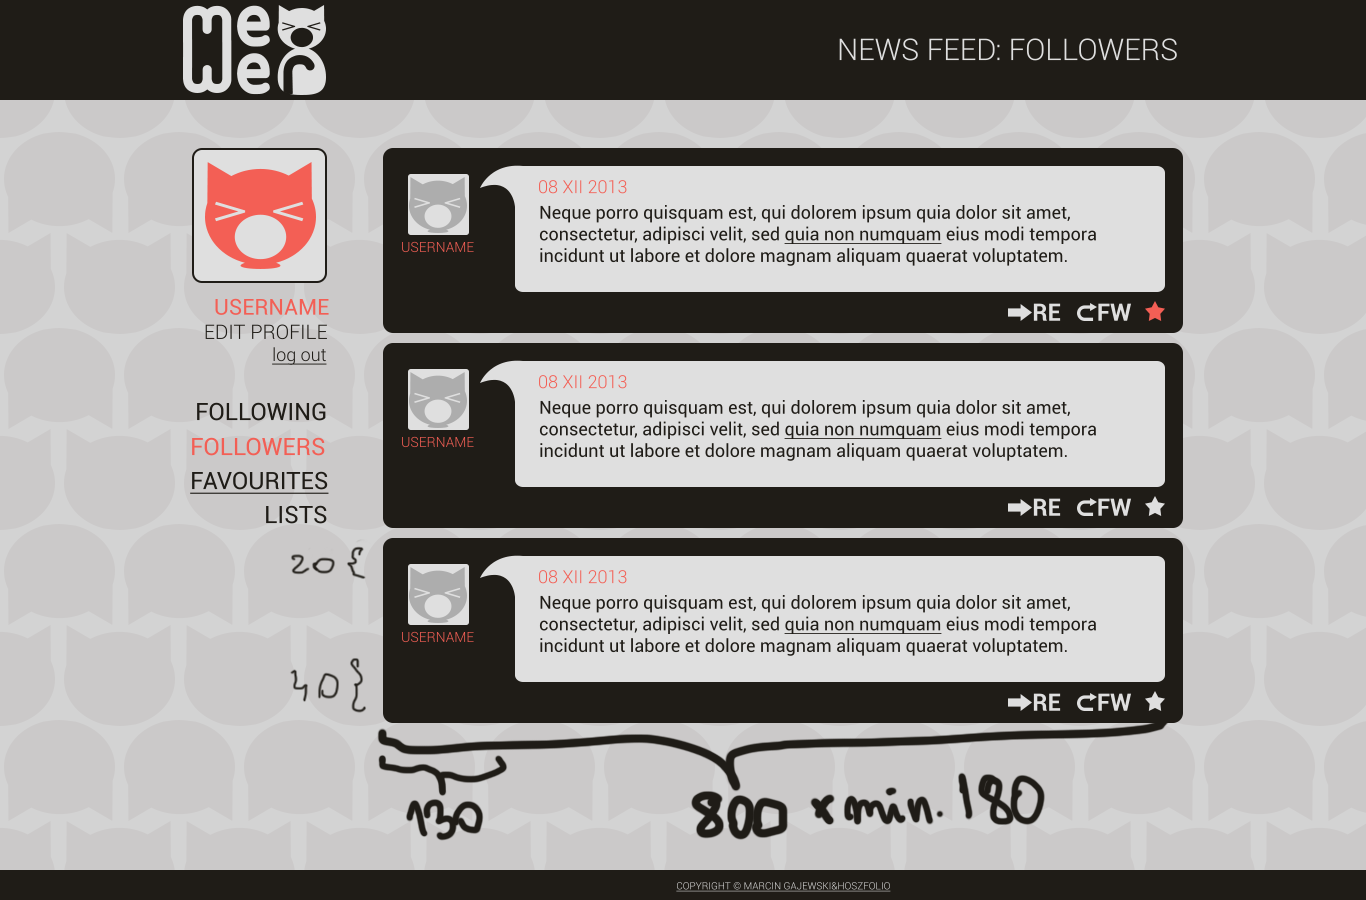 mewe
wer
NEWS FEED: FOLLOWERS
USERNAME
EDIT PROFILE
log out
FOLLOWING
FOLLOWERS
FAVOURITES
LISTS
USERNAME
08 XII 2013
Neque porro quisquam est, qui dolorem ipsum quia dolor sit amet,
consectetur, adipisci velit, sed quia non numquam eius modi tempora
incidunt ut labore et dolore magnam aliquam quaerat voluptatem.
RE FW
USERNAME
08 XII 2013
Neque porro quisquam est, qui dolorem ipsum quia dolor sit amet,
consectetur, adipisci velit, sed quia non numquam eius modi tempora
incidunt ut labore et dolore magnam aliquam quaerat voluptatem.
RE FW
20 {
USERNAME
08 XII 2013
Neque porro quisquam est, qui dolorem ipsum quia dolor sit amet,
consectetur, adipisci velit, sed quia non numquam eius modi tempora
incidunt ut labore et dolore magnam aliquam quaerat voluptatem.
RE FW
40 }
130
800 x min. 180
COPYRIGHT © MARCIN GAJEWSKI&HOSZFOLIO